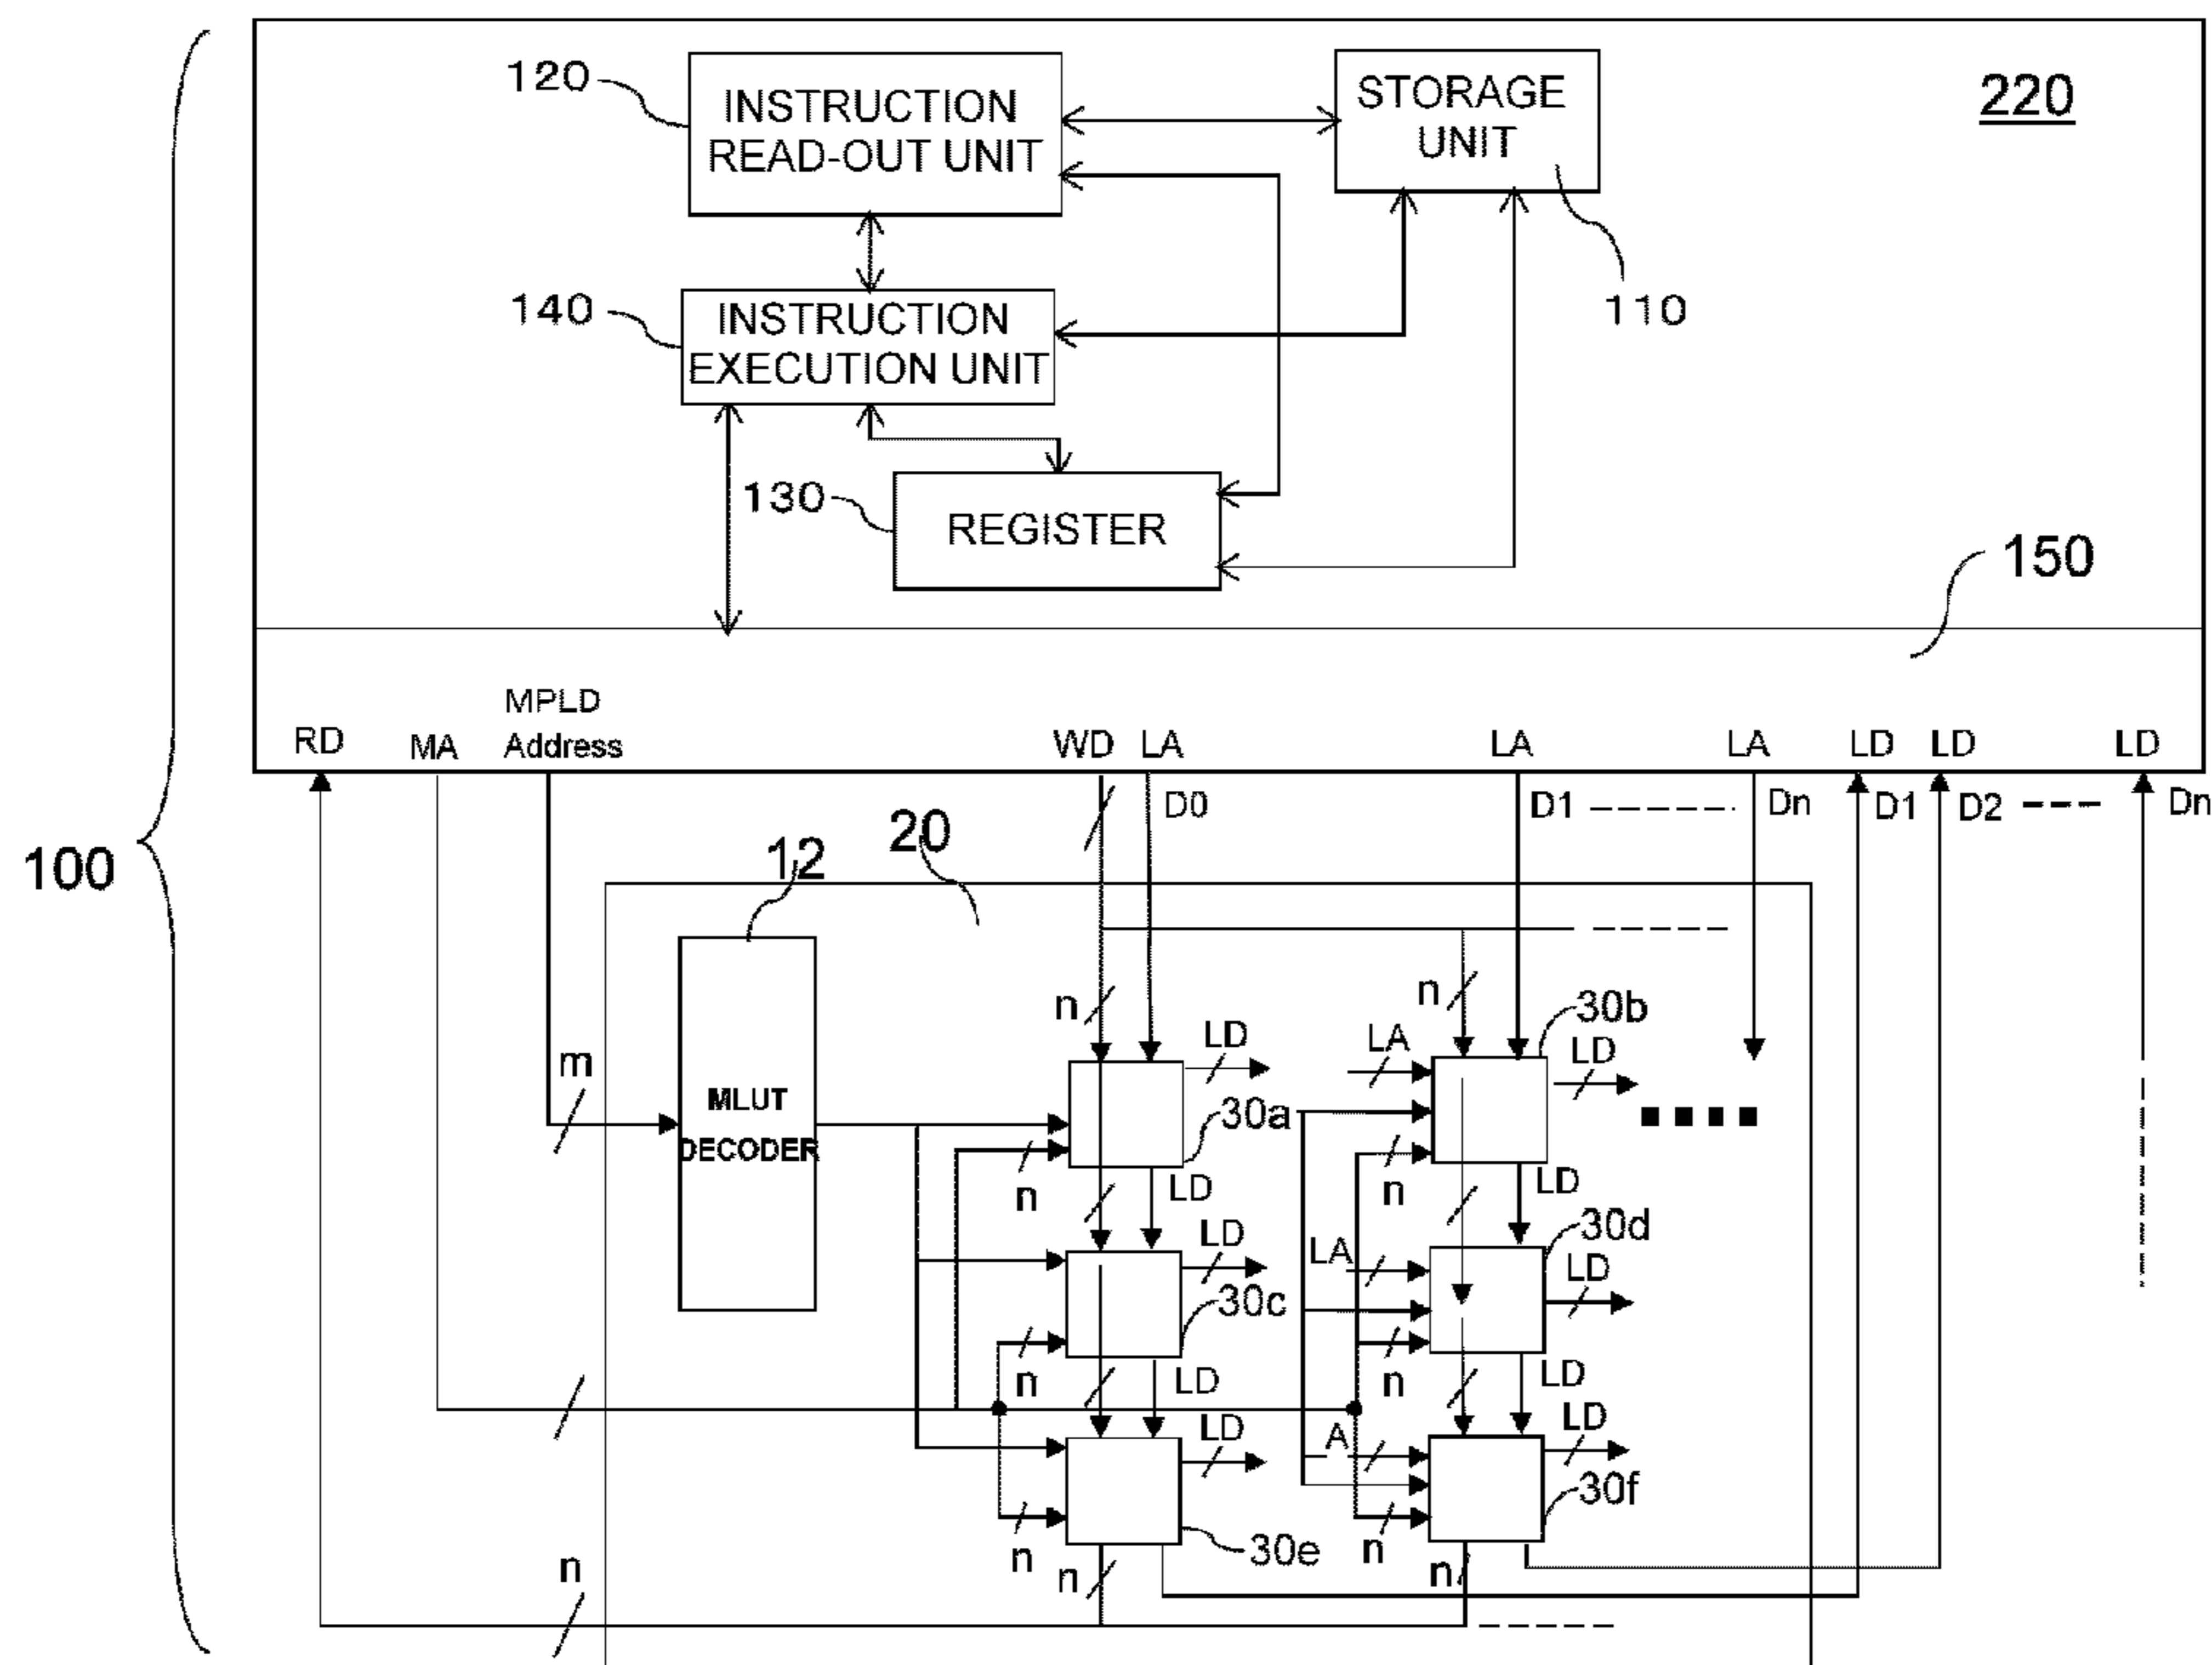 120
INSTRUCTION
READ-OUT UNIT
STORAGE
UNIT
220
140
INSTRUCTION
EXECUTION UNIT
110
130
REGISTER
150
MPLD
RD MA Address WD LA LA LA LD LD LD
D0 D1 Dn D1 D2 Dn
100
12
20
n
n
30b
LD
LA
LD
m
MLUT
DECODER
30a
n
LD
n
LD
LD
30d
LA
LD
30c
n
LD
n
LD
LD
A
LD
30f
n
30e
n
n
n
n